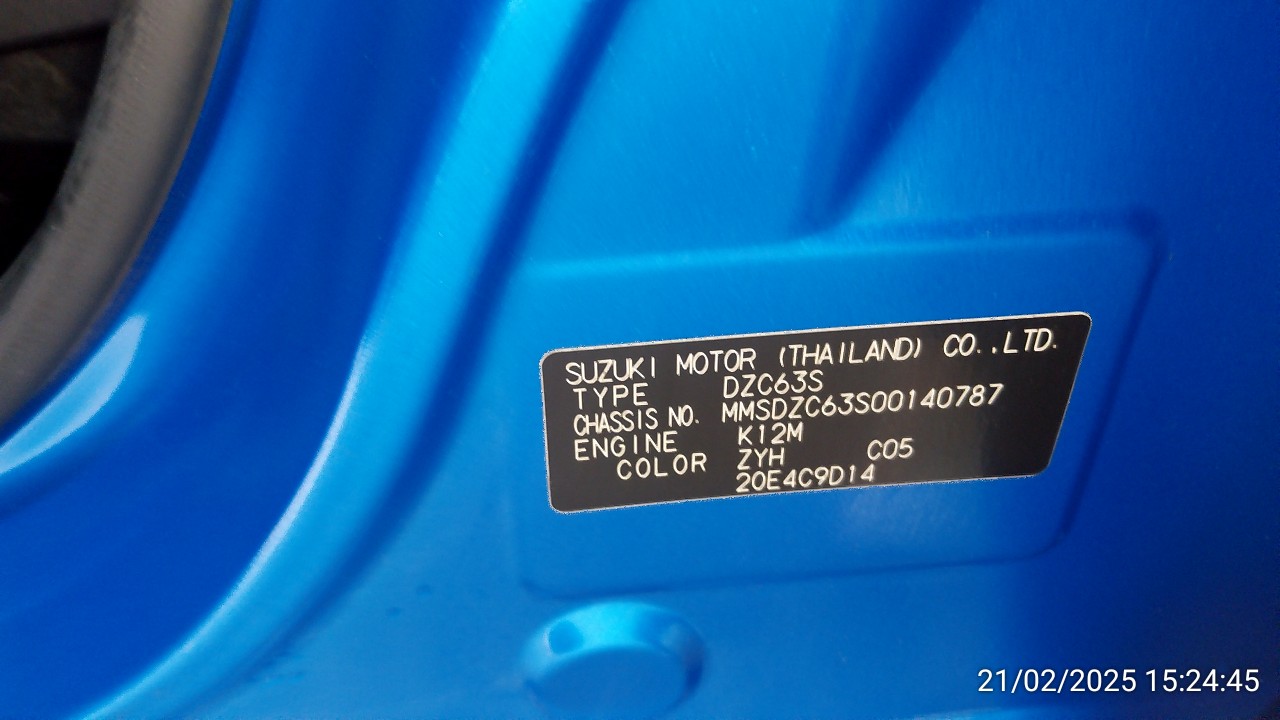 SUZUKI MOTOR (THAILAND) CO.,LTD.
TYPE DZC63S
CHASSIS NO. MMSDZC63S00140787
ENGINE K12M
COLOR ZYH C05
20E4C9D14
21/02/2025 15:24:45